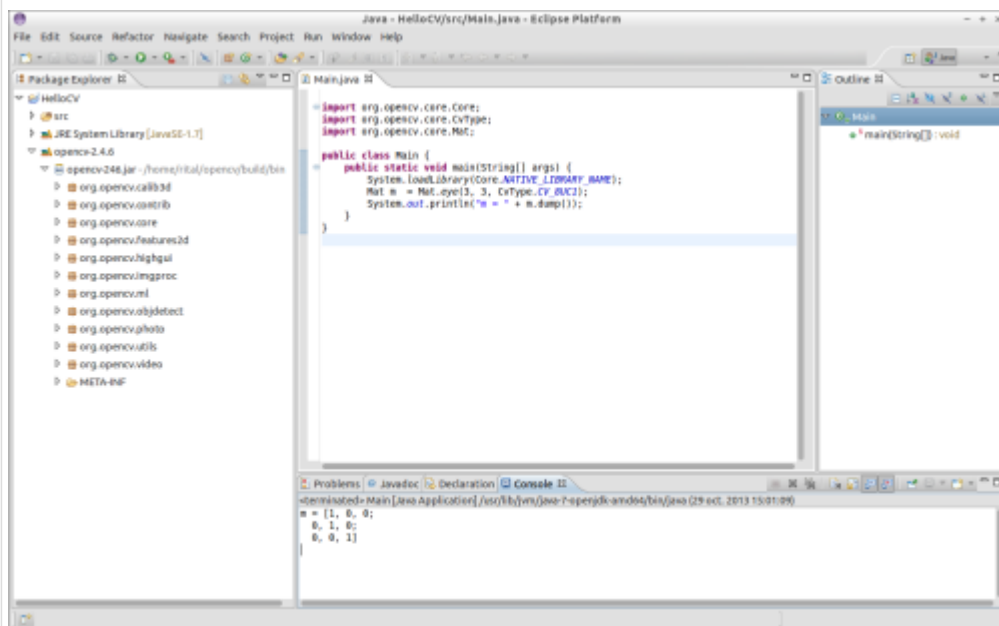 Java - HelloCV/src/Main.java - Eclipse Platform
File Edit Source Refactor Navigate Search Project Run Window Help
Java
Package Explorer
HelloCV
src
JRE System Library [JavaSE-1.7]
opencv-2.4.6
opencv-246.jar - /home/rital/opencv/build/bin
org.opencv.calib3d
org.opencv.contrib
org.opencv.core
org.opencv.features2d
org.opencv.highgui
org.opencv.imgproc
org.opencv.ml
org.opencv.objdetect
org.opencv.photo
org.opencv.utils
org.opencv.video
META-INF
Main.java
import org.opencv.core.Core;
import org.opencv.core.CvType;
import org.opencv.core.Mat;
public class Main {
public static void main(String[] args) {
System.loadLibrary(Core.NATIVE_LIBRARY_NAME);
Mat m = Mat.eye(3, 3, CvType.CV_8UC1);
System.out.println("m = " + m.dump());
}
}
Outline
Main
main(String[]) : void
Problems Javadoc Declaration Console
<terminated> Main [Java Application] /usr/lib/jvm/java-7-openjdk-amd64/bin/java (29 oct. 2013 15:01:09)
m = [1, 0, 0;
0, 1, 0;
0, 0, 1]